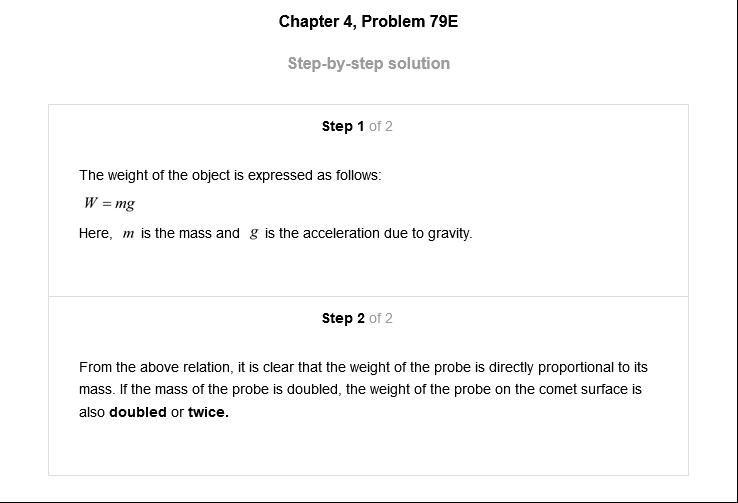 Chapter 4, Problem 79E
Step-by-step solution
Step 1 of 2
The weight of the object is expressed as follows:
W = mg
Here, m is the mass and g is the acceleration due to gravity.
Step 2 of 2
From the above relation, it is clear that the weight of the probe is directly proportional to its
mass. If the mass of the probe is doubled, the weight of the probe on the comet surface is
also doubled or twice.